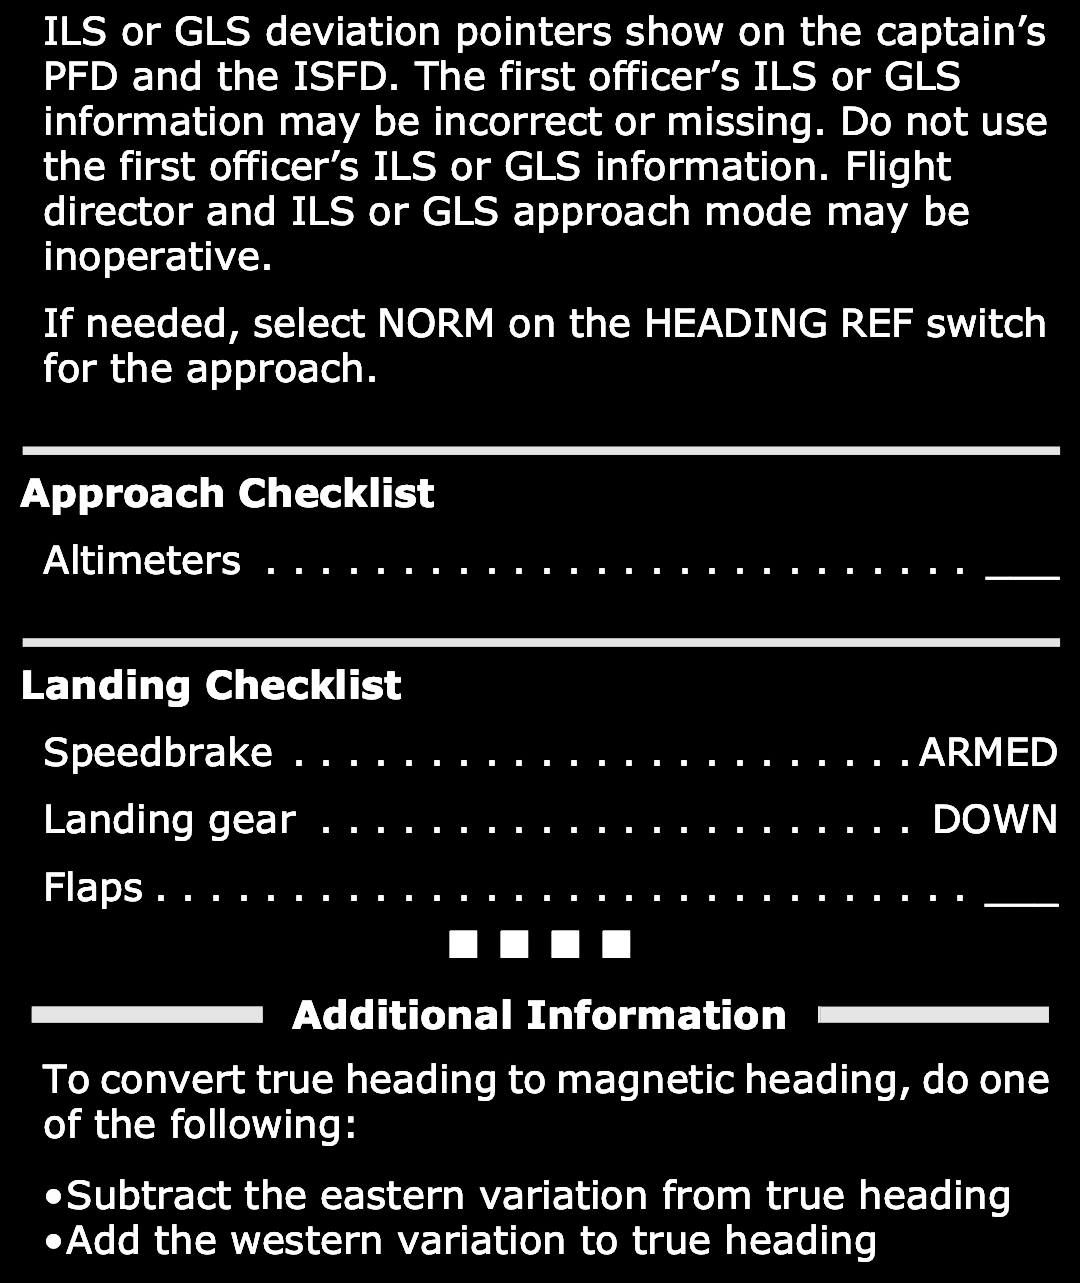 ILS or GLS deviation pointers show on the captain’s
PFD and the ISFD. The first officer’s ILS or GLS
information may be incorrect or missing. Do not use
the first officer’s ILS or GLS information. Flight
director and ILS or GLS approach mode may be
inoperative.
If needed, select NORM on the HEADING REF switch
for the approach.
Approach Checklist
Altimeters . . . . . . . . . . . . . . . . . . . . . . . . . . ___
Landing Checklist
Speedbrake . . . . . . . . . . . . . . . . . . . . . . . ARMED
Landing gear . . . . . . . . . . . . . . . . . . . . . . DOWN
Flaps . . . . . . . . . . . . . . . . . . . . . . . . . . . . . . ___
■ ■ ■ ■
Additional Information
To convert true heading to magnetic heading, do one
of the following:
•Subtract the eastern variation from true heading
•Add the western variation to true heading